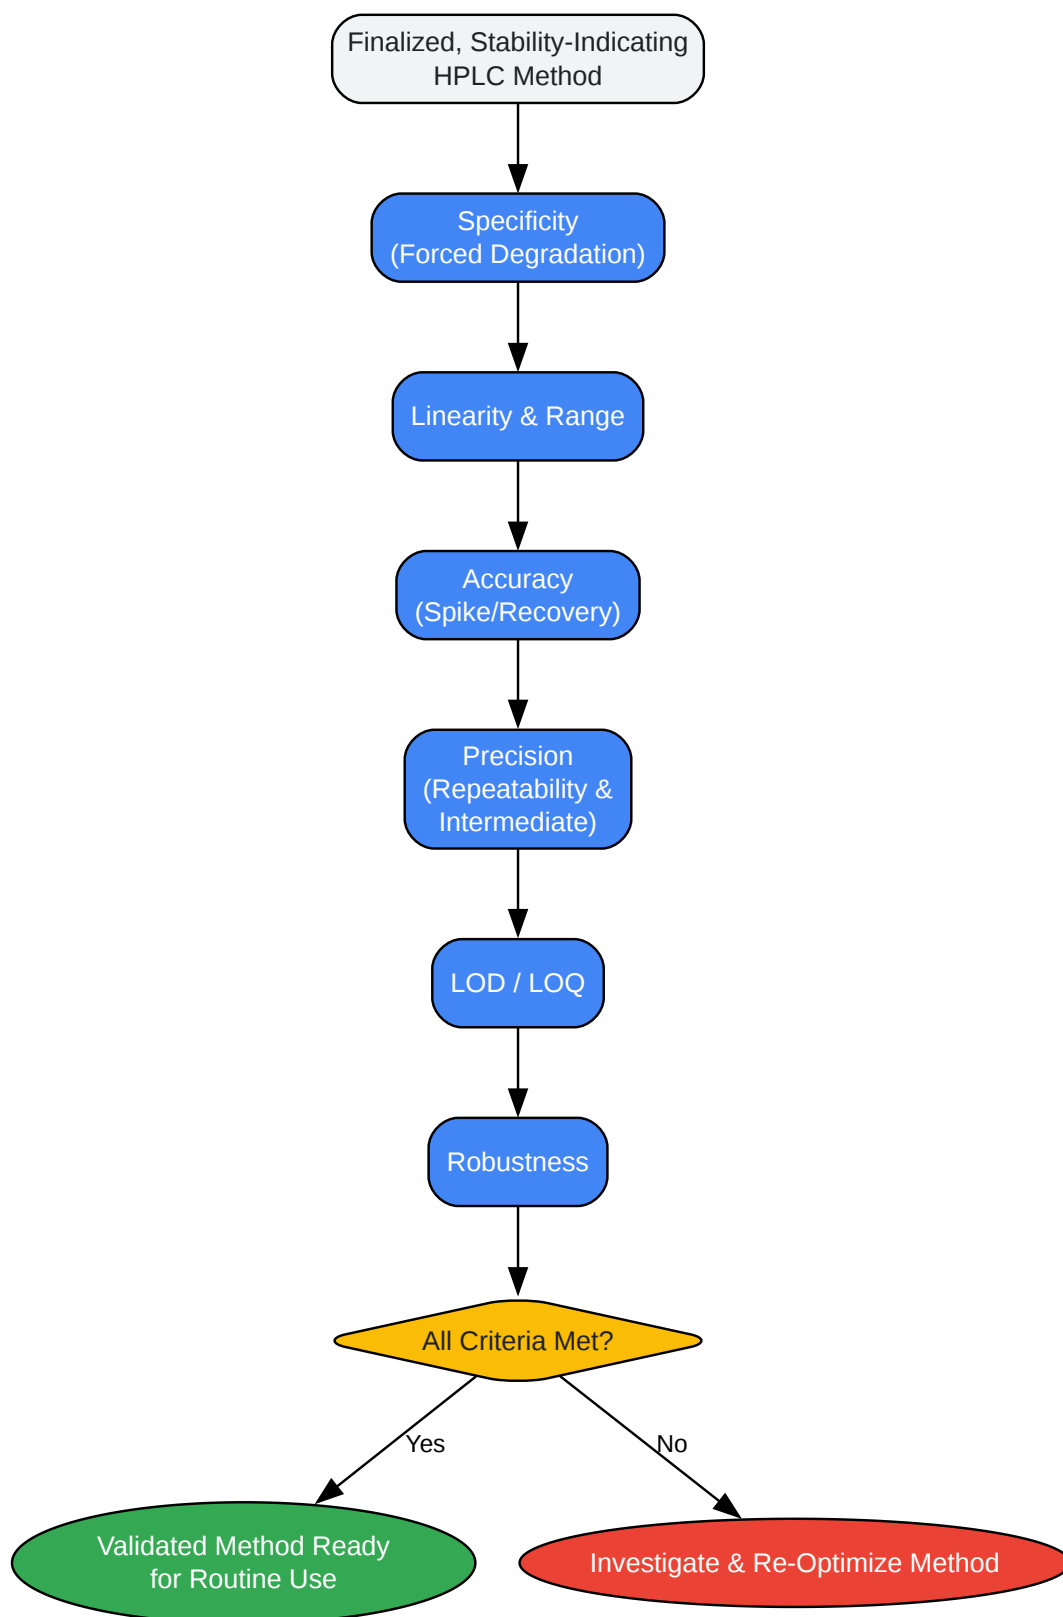 Finalized, Stability-Indicating
HPLC Method
Specificity
(Forced Degradation)
Linearity & Range
Accuracy
(Spike/Recovery)
Precision
(Repeatability &
Intermediate)
LOD / LOQ
Robustness
All Criteria Met?
Yes
No
Validated Method Ready
for Routine Use
Investigate & Re-Optimize Method